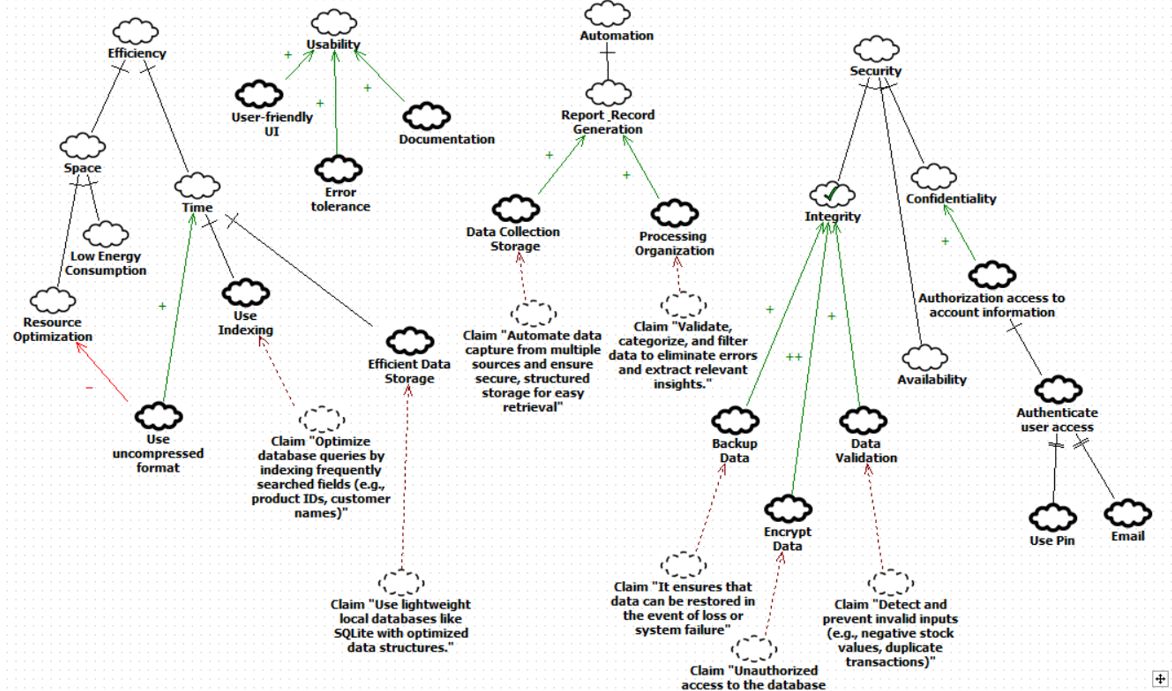 Efficiency
Usability
Automation
Security
User-friendly
UI
Documentation
Report_Record
Generation
Space
Time
Error
tolerance
Integrity
Confidentiality
Data Collection
Storage
Processing
Organization
Low Energy
Consumption
Resource
Optimization
+
+
+
+
+
+
+
−
+
++
+
Use
Indexing
Efficient Data
Storage
Claim "Automate data
capture from multiple
sources and ensure
secure, structured
storage for easy
retrieval"
Claim "Validate,
categorize, and filter
data to eliminate errors
and extract relevant
insights."
Authorization access to
account information
Availability
Use
uncompressed
format
Claim "Optimize
database queries by
indexing frequently
searched fields (e.g.,
product IDs, customer
names)"
Backup
Data
Data
Validation
Authenticate
user access
Encrypt
Data
Use Pin
Email
Claim "Use lightweight
local databases like
SQLite with optimized
data structures."
Claim "It ensures that
data can be restored in
the event of loss or
system failure"
Claim "Detect and
prevent invalid inputs
(e.g., negative stock
values, duplicate
transactions)"
Claim "Unauthorized
access to the database